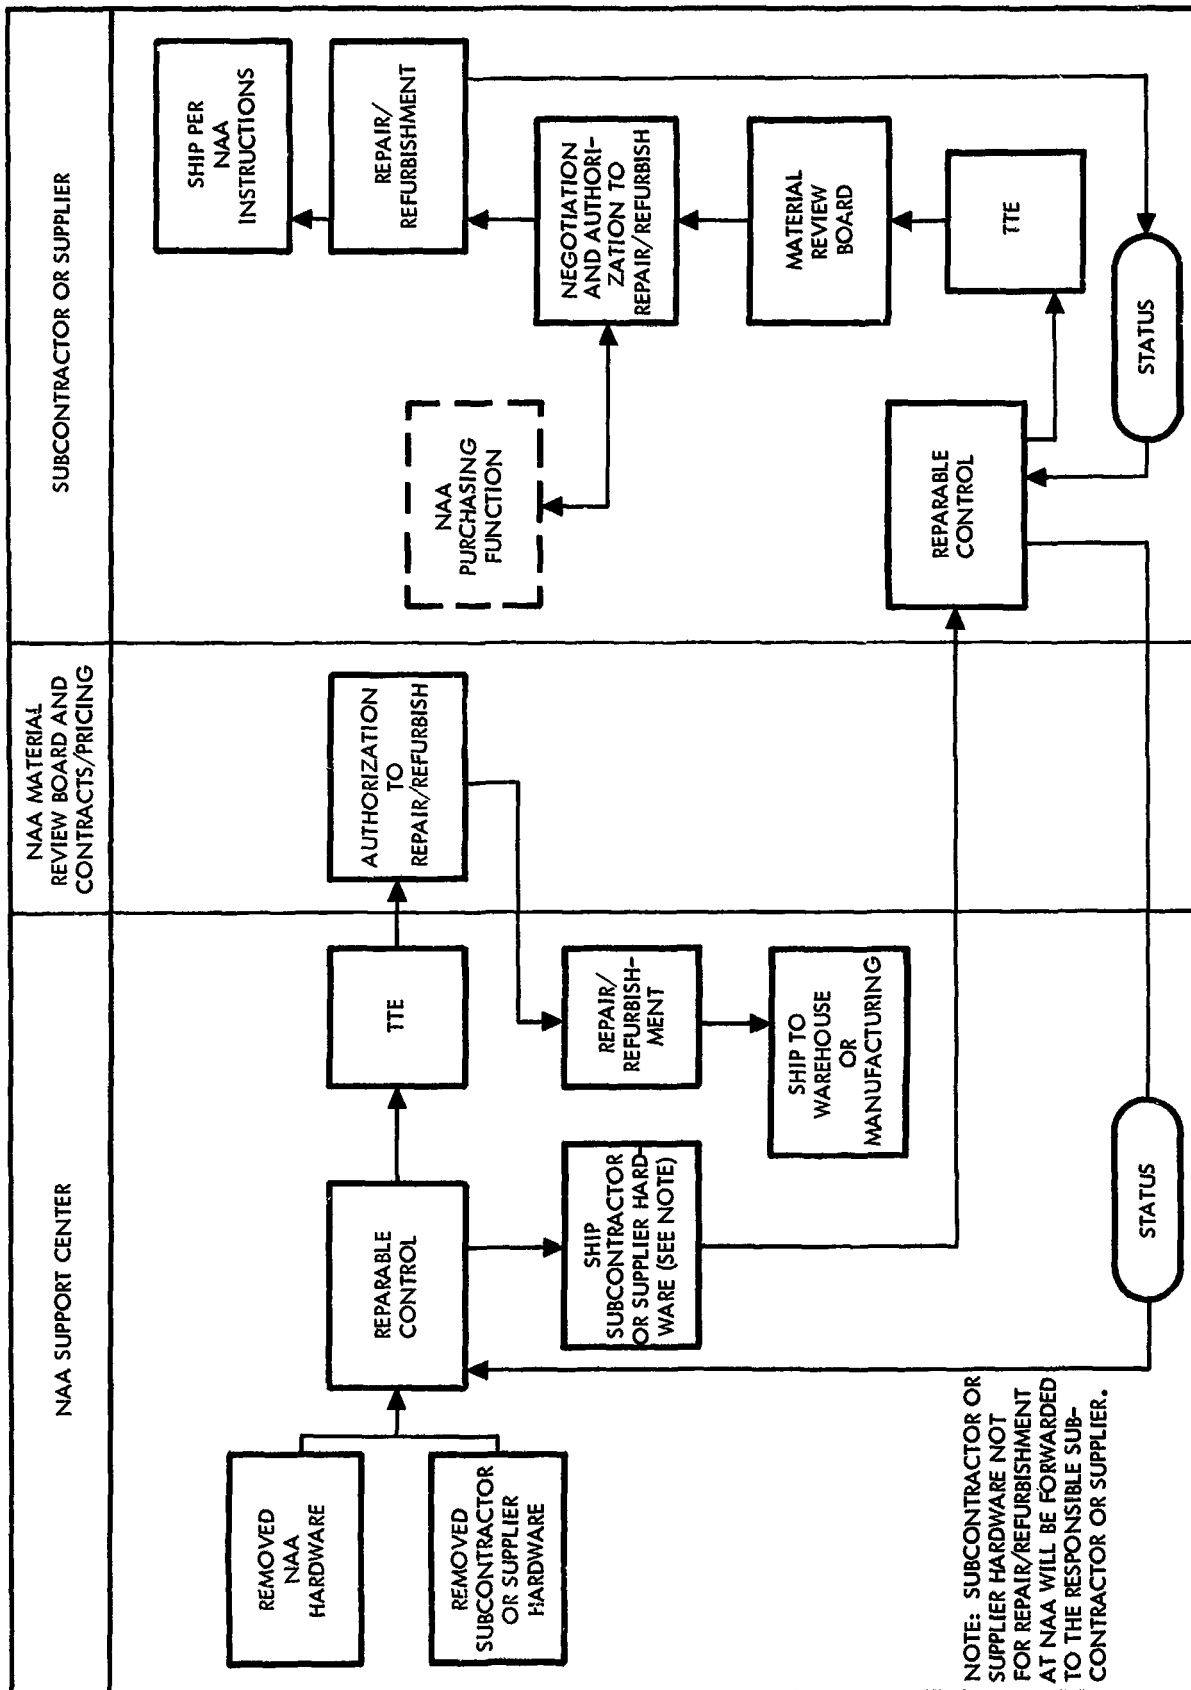 NAA SUPPORT CENTER
NAA MATERIAL
REVIEW BOARD AND
CONTRACTS/PRICING
SUBCONTRACTOR OR SUPPLIER
REMOVED
NAA
HARDWARE
REMOVED
SUBCONTRACTOR
OR SUPPLIER
HARDWARE
REPARABLE
CONTROL
TTE
AUTHORIZATION
TO
REPAIR/REFURBISH
SHIP
SUBCONTRACTOR
OR SUPPLIER HARD-
WARE (SEE NOTE)
REPAIR/
REFURBISH-
MENT
SHIP TO
WAREHOUSE
OR
MANUFACTURING
STATUS
NOTE: SUBCONTRACTOR OR
SUPPLIER HARDWARE NOT
FOR REPAIR/REFURBISHMENT
AT NAA WILL BE FORWARDED
TO THE RESPONSIBLE SUB-
CONTRACTOR OR SUPPLIER.
SHIP PER
NAA
INSTRUCTIONS
REPAIR/
REFURBISHMENT
NAA
PURCHASING
FUNCTION
NEGOTIATION
AND AUTHORI-
ZATION TO
REPAIR/REFURBISH
MATERIAL
REVIEW
BOARD
REPARABLE
CONTROL
TTE
STATUS